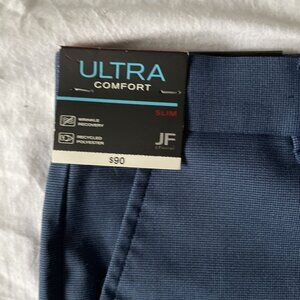 ULTRA
COMFORT
SLIM
WRINKLE
RECOVERY
RECYCLED
POLYESTER
JF
$90